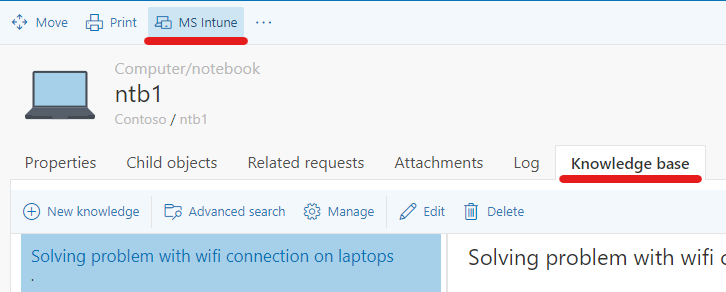 Move Print MS Intune ...
Computer/notebook
ntb1
Contoso / ntb1
Properties Child objects Related requests Attachments Log Knowledge base
New knowledge Advanced search Manage Edit Delete
Solving problem with wifi connection on laptops Solving problem with wifi
.